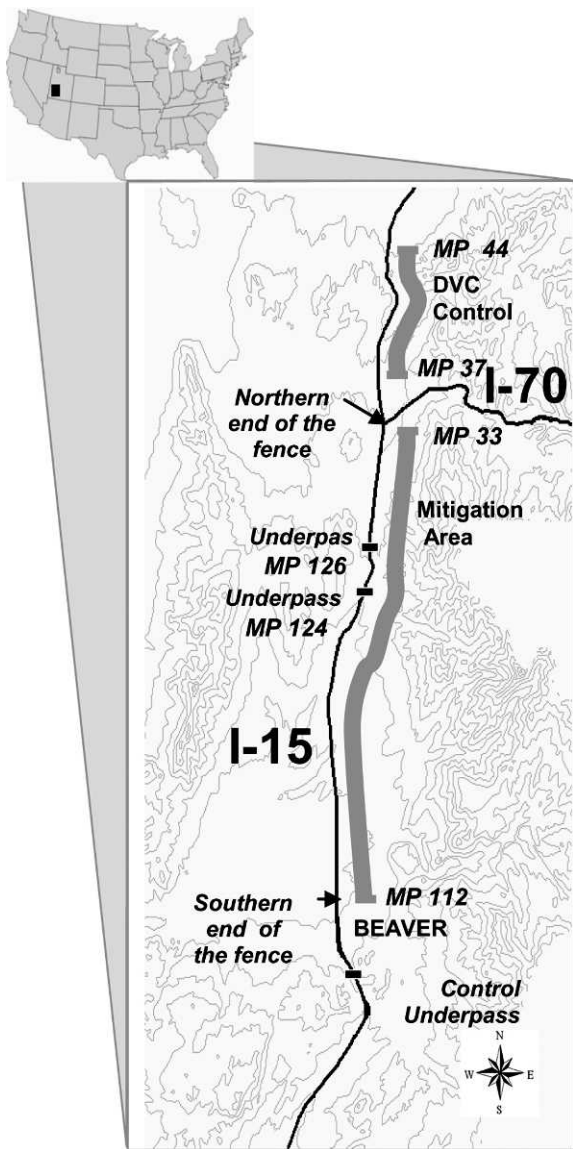 MP 44
DVC
Control
MP 37
I-70
Northern
end of the
fence
MP 33
Mitigation
Area
Underpas
MP 126
Underpass
MP 124
I-15
Southern
end of
the fence
MP 112
BEAVER
Control
Underpass
N
W E
S